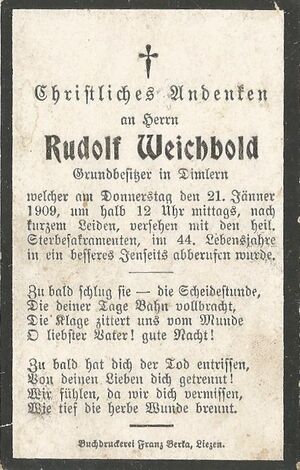 Christliches Andenken
an Herrn
Rudolf Weichbold
Grundbesitzer in Dimlern
welcher am Donnerstag den 21. Jänner
1909, um halb 12 Uhr mittags, nach
kurzem Leiden, versehen mit den heil.
Sterbesakramenten, im 44. Lebensjahre
in ein besseres Jenseits abberufen wurde.
Zu bald schlug sie — die Scheidestunde,
Die deiner Tage Bahn vollbracht,
Die Klage zittert uns vom Munde
O liebster Vater! gute Nacht!
Zu bald hat dich der Tod entrissen,
Von deinen Lieben dich getrennt!
Wir fühlen, da wir dich vermissen,
Wie tief die herbe Wunde brennt.
Buchdruckerei Franz Berka, Liezen.